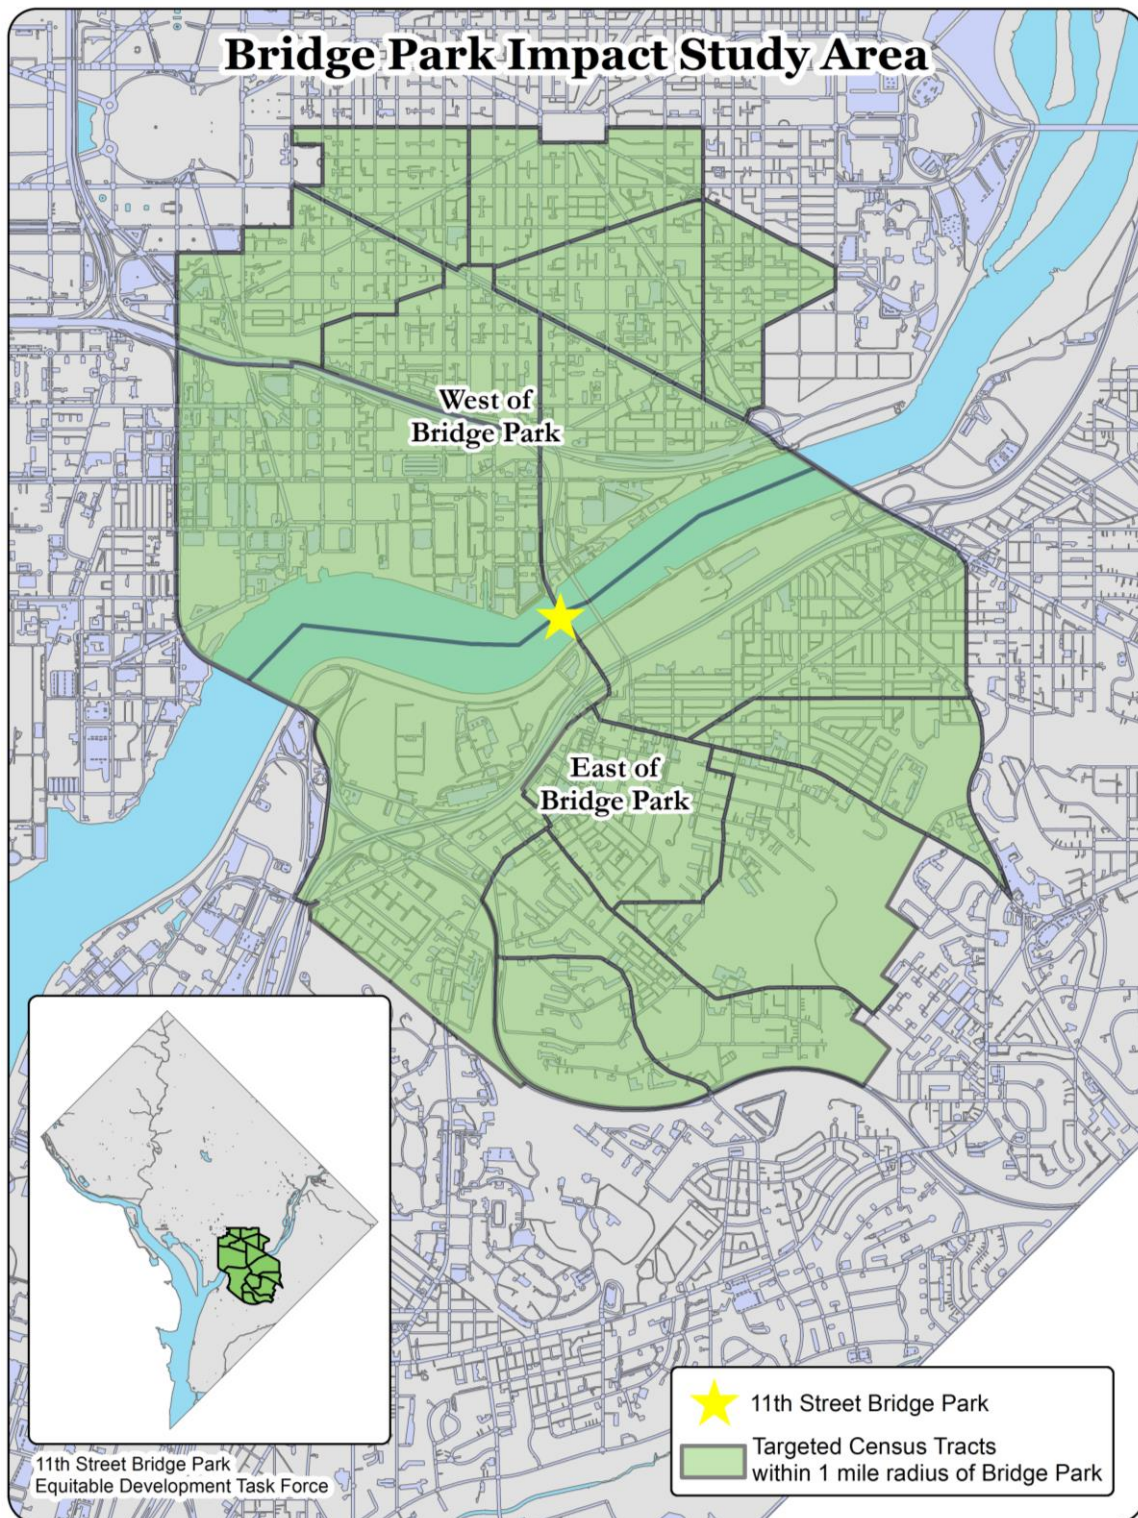 Bridge Park Impact Study Area
West of
Bridge Park
East of
Bridge Park
11th Street Bridge Park
Targeted Census Tracts
within 1 mile radius of Bridge Park
11th Street Bridge Park
Equitable Development Task Force